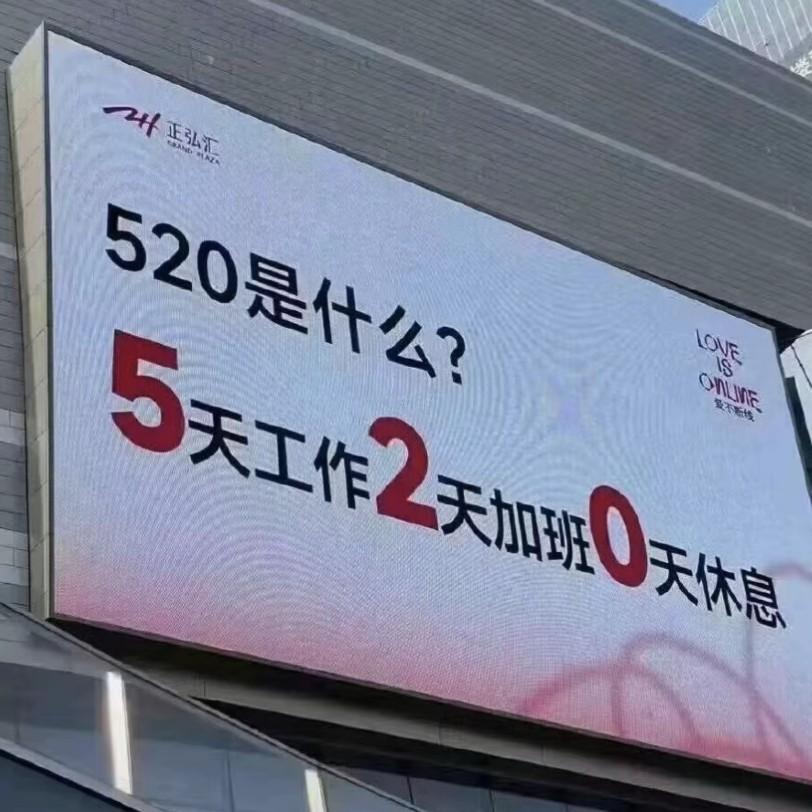 正弘汇
GRAND PLAZA
520是什么?
5天工作2天加班0天休息
LOVE
IS
ONLINE
爱不断线